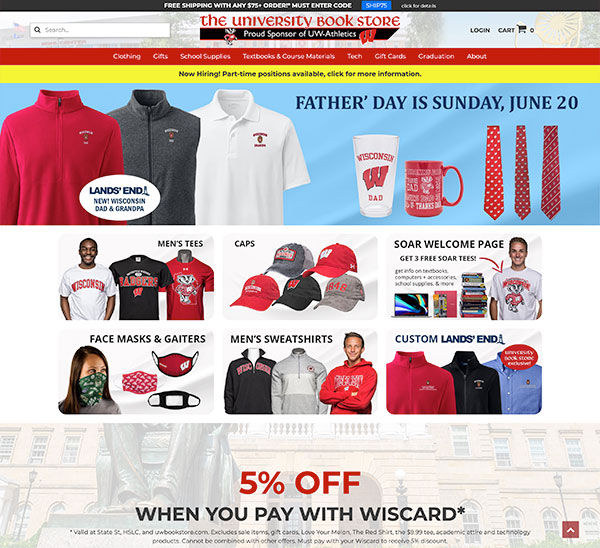 FREE SHIPPING WITH ANY $75+ ORDER!* MUST ENTER CODE SHIP75 click for details
Search...
THE UNIVERSITY BOOK STORE
Proud Sponsor of UW-Athletics
LOGIN CART 0
Clothing Gifts School Supplies Textbooks & Course Materials Tech Gift Cards Graduation About
Now Hiring! Part-time positions available, click for more information.
FATHER' DAY IS SUNDAY, JUNE 20
LANDS' END
NEW! WISCONSIN
DAD & GRANDPA
WISCONSIN
W
DAD
WISCONSIN
DAD
MEN'S TEES
WISCONSIN
BADGERS
CAPS
W
SOAR WELCOME PAGE
GET 3 FREE SOAR TEES!
get info on textbooks,
computers + accessories,
school supplies, & more
WISCONSIN
FACE MASKS & GAITERS
W
MEN'S SWEATSHIRTS
WISCONSIN
CUSTOM LANDS' END
UNIVERSITY
BOOK STORE
exclusive!
5% OFF
WHEN YOU PAY WITH WISCARD*
* Valid at State St, HSLC, and uwbookstore.com. Excludes sale items, gift cards, Love Your Melon, The Red Shirt, the $9.99 tee, academic attire and technology
products. Cannot be combined with other offers. Must pay with your Wiscard to receive 5% discount.